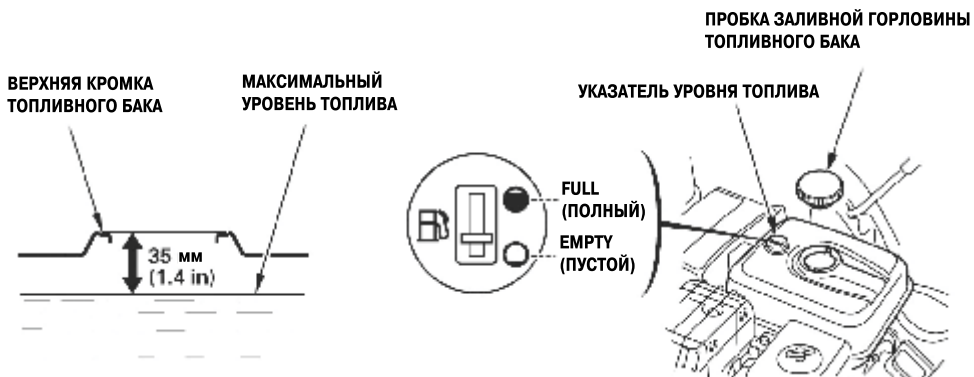 ПРОБКА ЗАЛИВНОЙ ГОРЛОВИНЫ
ТОПЛИВНОГО БАКА
ВЕРХНЯЯ КРОМКА
ТОПЛИВНОГО БАКА
МАКСИМАЛЬНЫЙ
УРОВЕНЬ ТОПЛИВА
УКАЗАТЕЛЬ УРОВНЯ ТОПЛИВА
FULL
(ПОЛНЫЙ)
EMPTY
(ПУСТОЙ)
35 мм
(1.4 in)